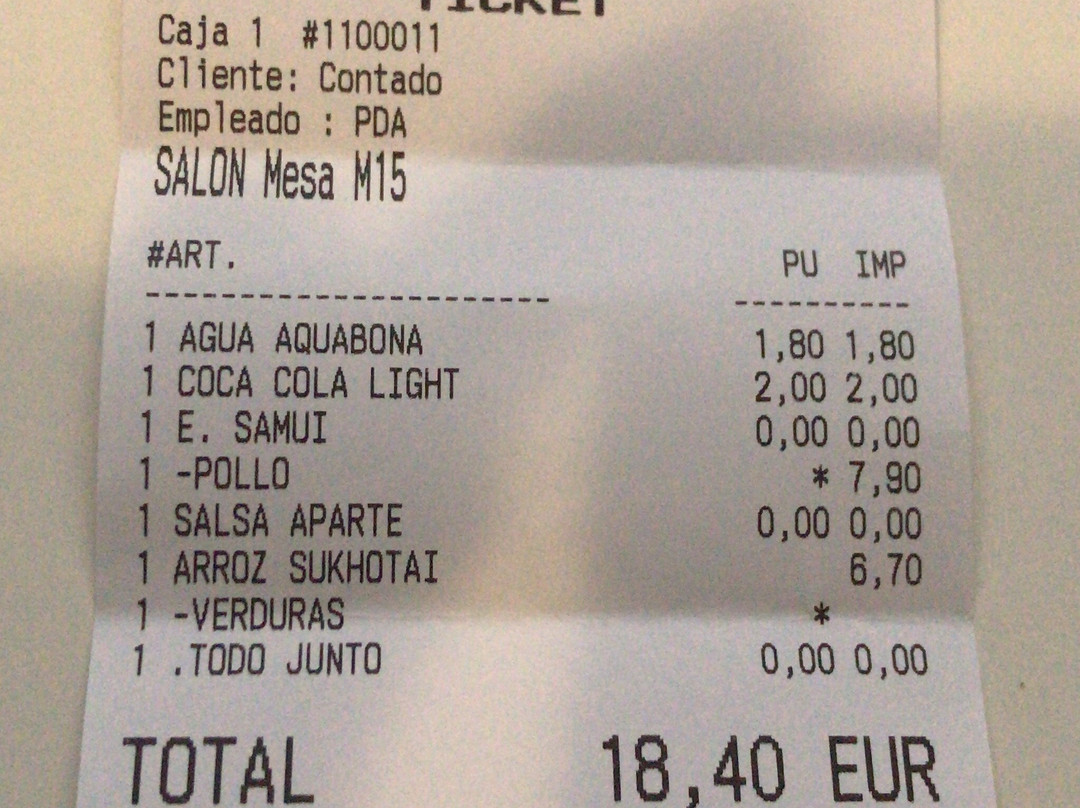 TICKET
Caja 1 #1100011
Cliente: Contado
Empleado : PDA
SALON Mesa M15
#ART. PU IMP
1 AGUA AQUABONA 1,80 1,80
1 COCA COLA LIGHT 2,00 2,00
1 E. SAMUI 0,00 0,00
1 -POLLO * 7,90
1 SALSA APARTE 0,00 0,00
1 ARROZ SUKHOTAI 6,70
1 -VERDURAS *
1 .TODO JUNTO 0,00 0,00
TOTAL 18,40 EUR